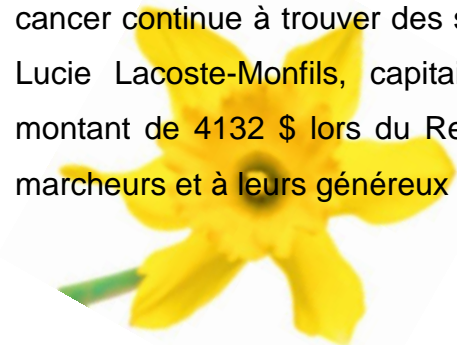 cancer continue à trouver des s
Lucie Lacoste-Monfils, capitai
montant de 4132 $ lors du Re
marcheurs et à leurs généreux